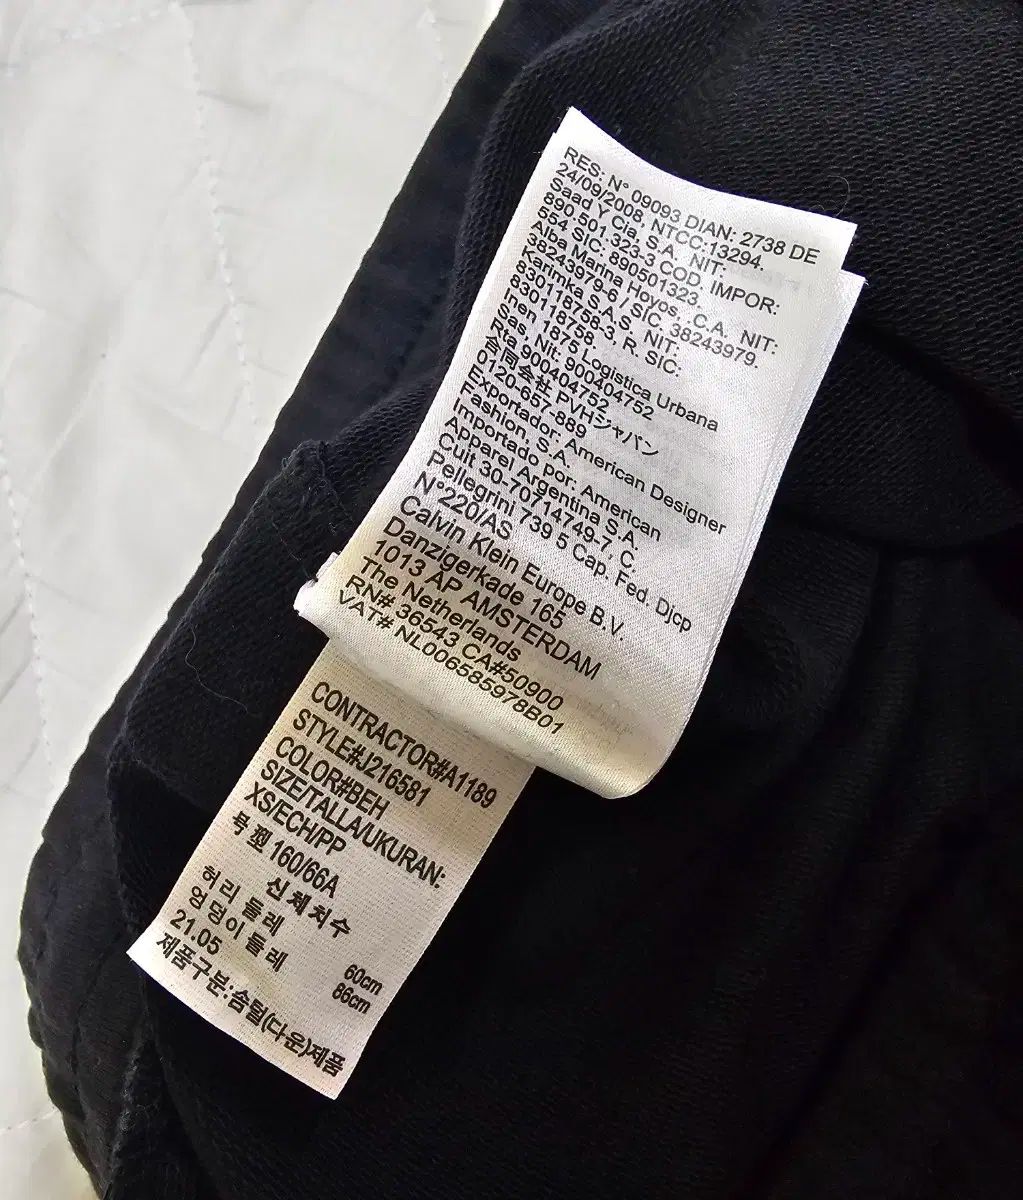 RES: N° 09093 DIAN: 2738 DE
24/09/2008, NTCC:13294.
Saad Y Cia, S.A. NIT:
890.501.323-3 COD. IMPOR:
554 SIC: 890501323.
Alba Marina Hoyos, C.A. NIT:
38243979-6 / SIC, 38243979.
Karimka S.A.S, NIT:
830118758-3, R. SIC:
830118758.
Inen 1875 Logistica Urbana
Sas, Nit: 900404752
Rta 900404752
合同会社 PVHジャパン
0120-657-889
Exportador: American Designer
Fashion, S.A.
Importado por: American
Apparel Argentina S.A.
Cuit 30-70714749-7, C.
Pellegrini 739 5 Cap. Fed. Djcp
N°220/AS
Calvin Klein Europe B.V.
Danzigerkade 165
1013 AP AMSTERDAM
The Netherlands
RN# 36543 CA#50900
VAT# NL006585978B01
CONTRACTOR#A1189
STYLE#J216581
COLOR#BEH
SIZE/TALLA/UKURAN:
XS/ECH/PP
号型 160/66A
신체치수
허리 둘레 60cm
엉덩이 둘레 86cm
21.05
제품구분:솜털(다운)제품